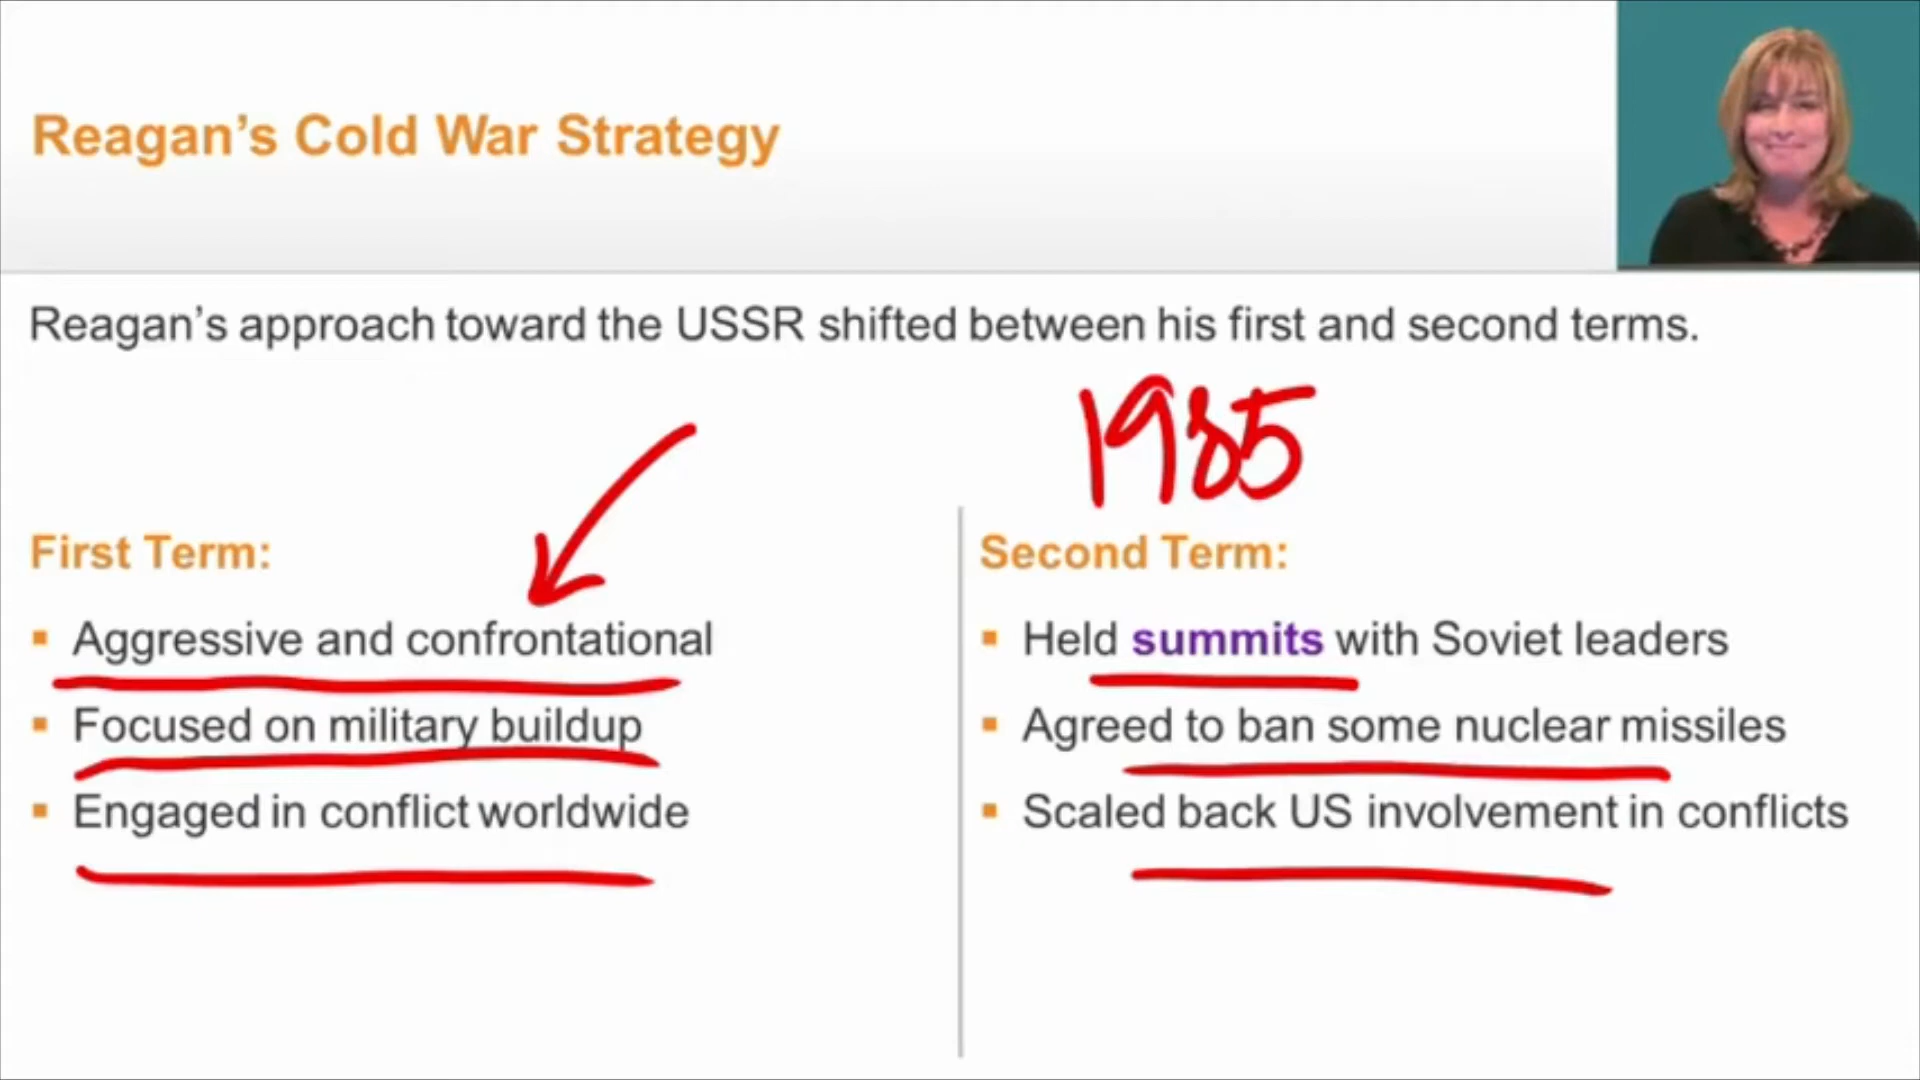 Reagan's Cold War Strategy
Reagan's approach toward the USSR shifted between his first and second terms.
1985
First Term:
Aggressive and confrontational
Focused on military buildup
Engaged in conflict worldwide
Second Term:
Held summits with Soviet leaders
Agreed to ban some nuclear missiles
Scaled back US involvement in conflicts